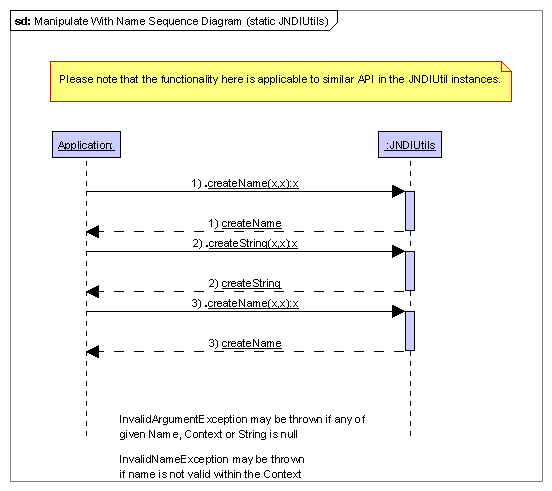 sd: Manipulate With Name Sequence Diagram (static JNDIUtils)
Please note that the functionality here is applicable to similar API in the JNDIUtil instances.
Application:
:JNDIUtils
1) .createName(x,x):x
1) createName
2) .createString(x,x):x
2) createString
3) .createName(x,x):x
3) createName
InvalidArgumentException may be thrown if any of
given Name, Context or String is null
InvalidNameException may be thrown
if name is not valid within the Context